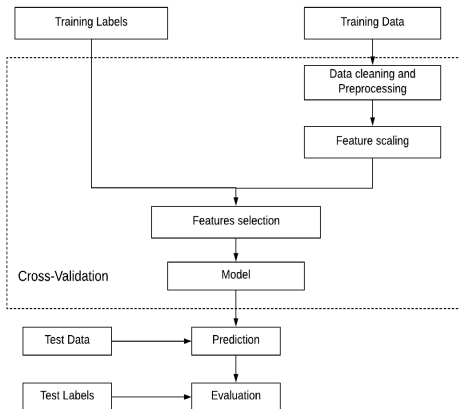 Training Labels
Training Data
Data cleaning and
Preprocessing
Feature scaling
Features selection
Cross-Validation
Model
Test Data
Prediction
Test Labels
Evaluation